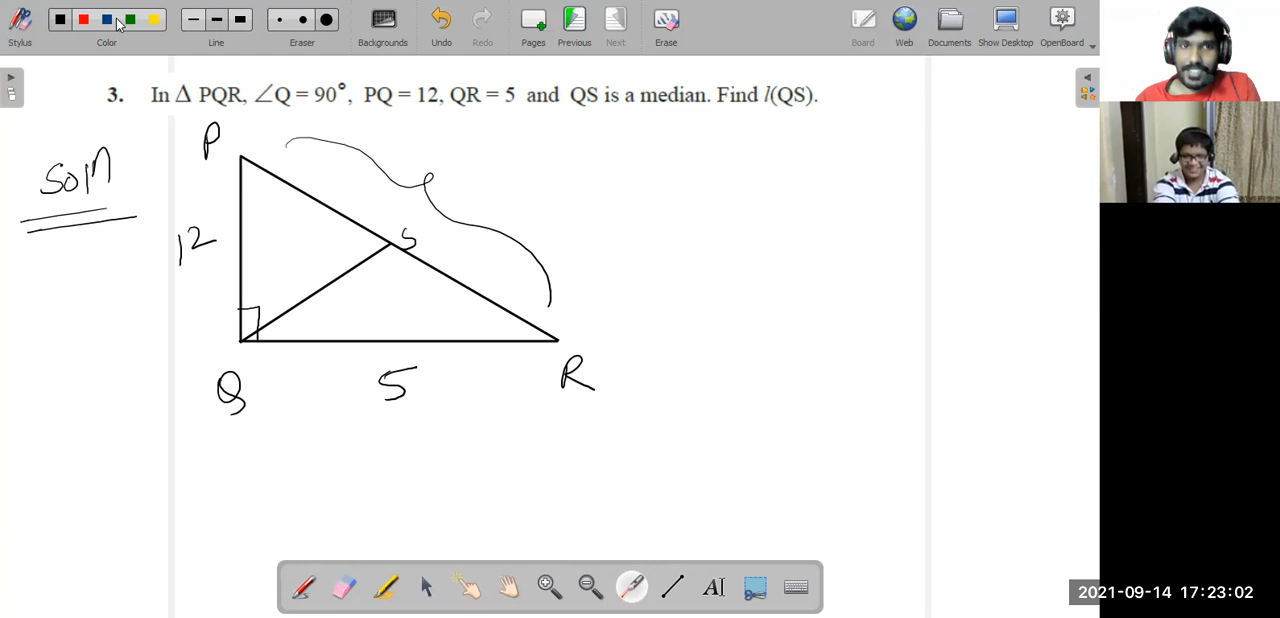 Stylus
Color
Line
Eraser
Backgrounds
Undo
Redo
Pages
Previous
Next
Erase
Board
Web
Documents
Show Desktop
OpenBoard
3. In Δ PQR, ∠Q = 90°, PQ = 12, QR = 5 and QS is a median. Find l(QS).
P
Soln
12
S
Q
5
R
AI
2021-09-14 17:23:02